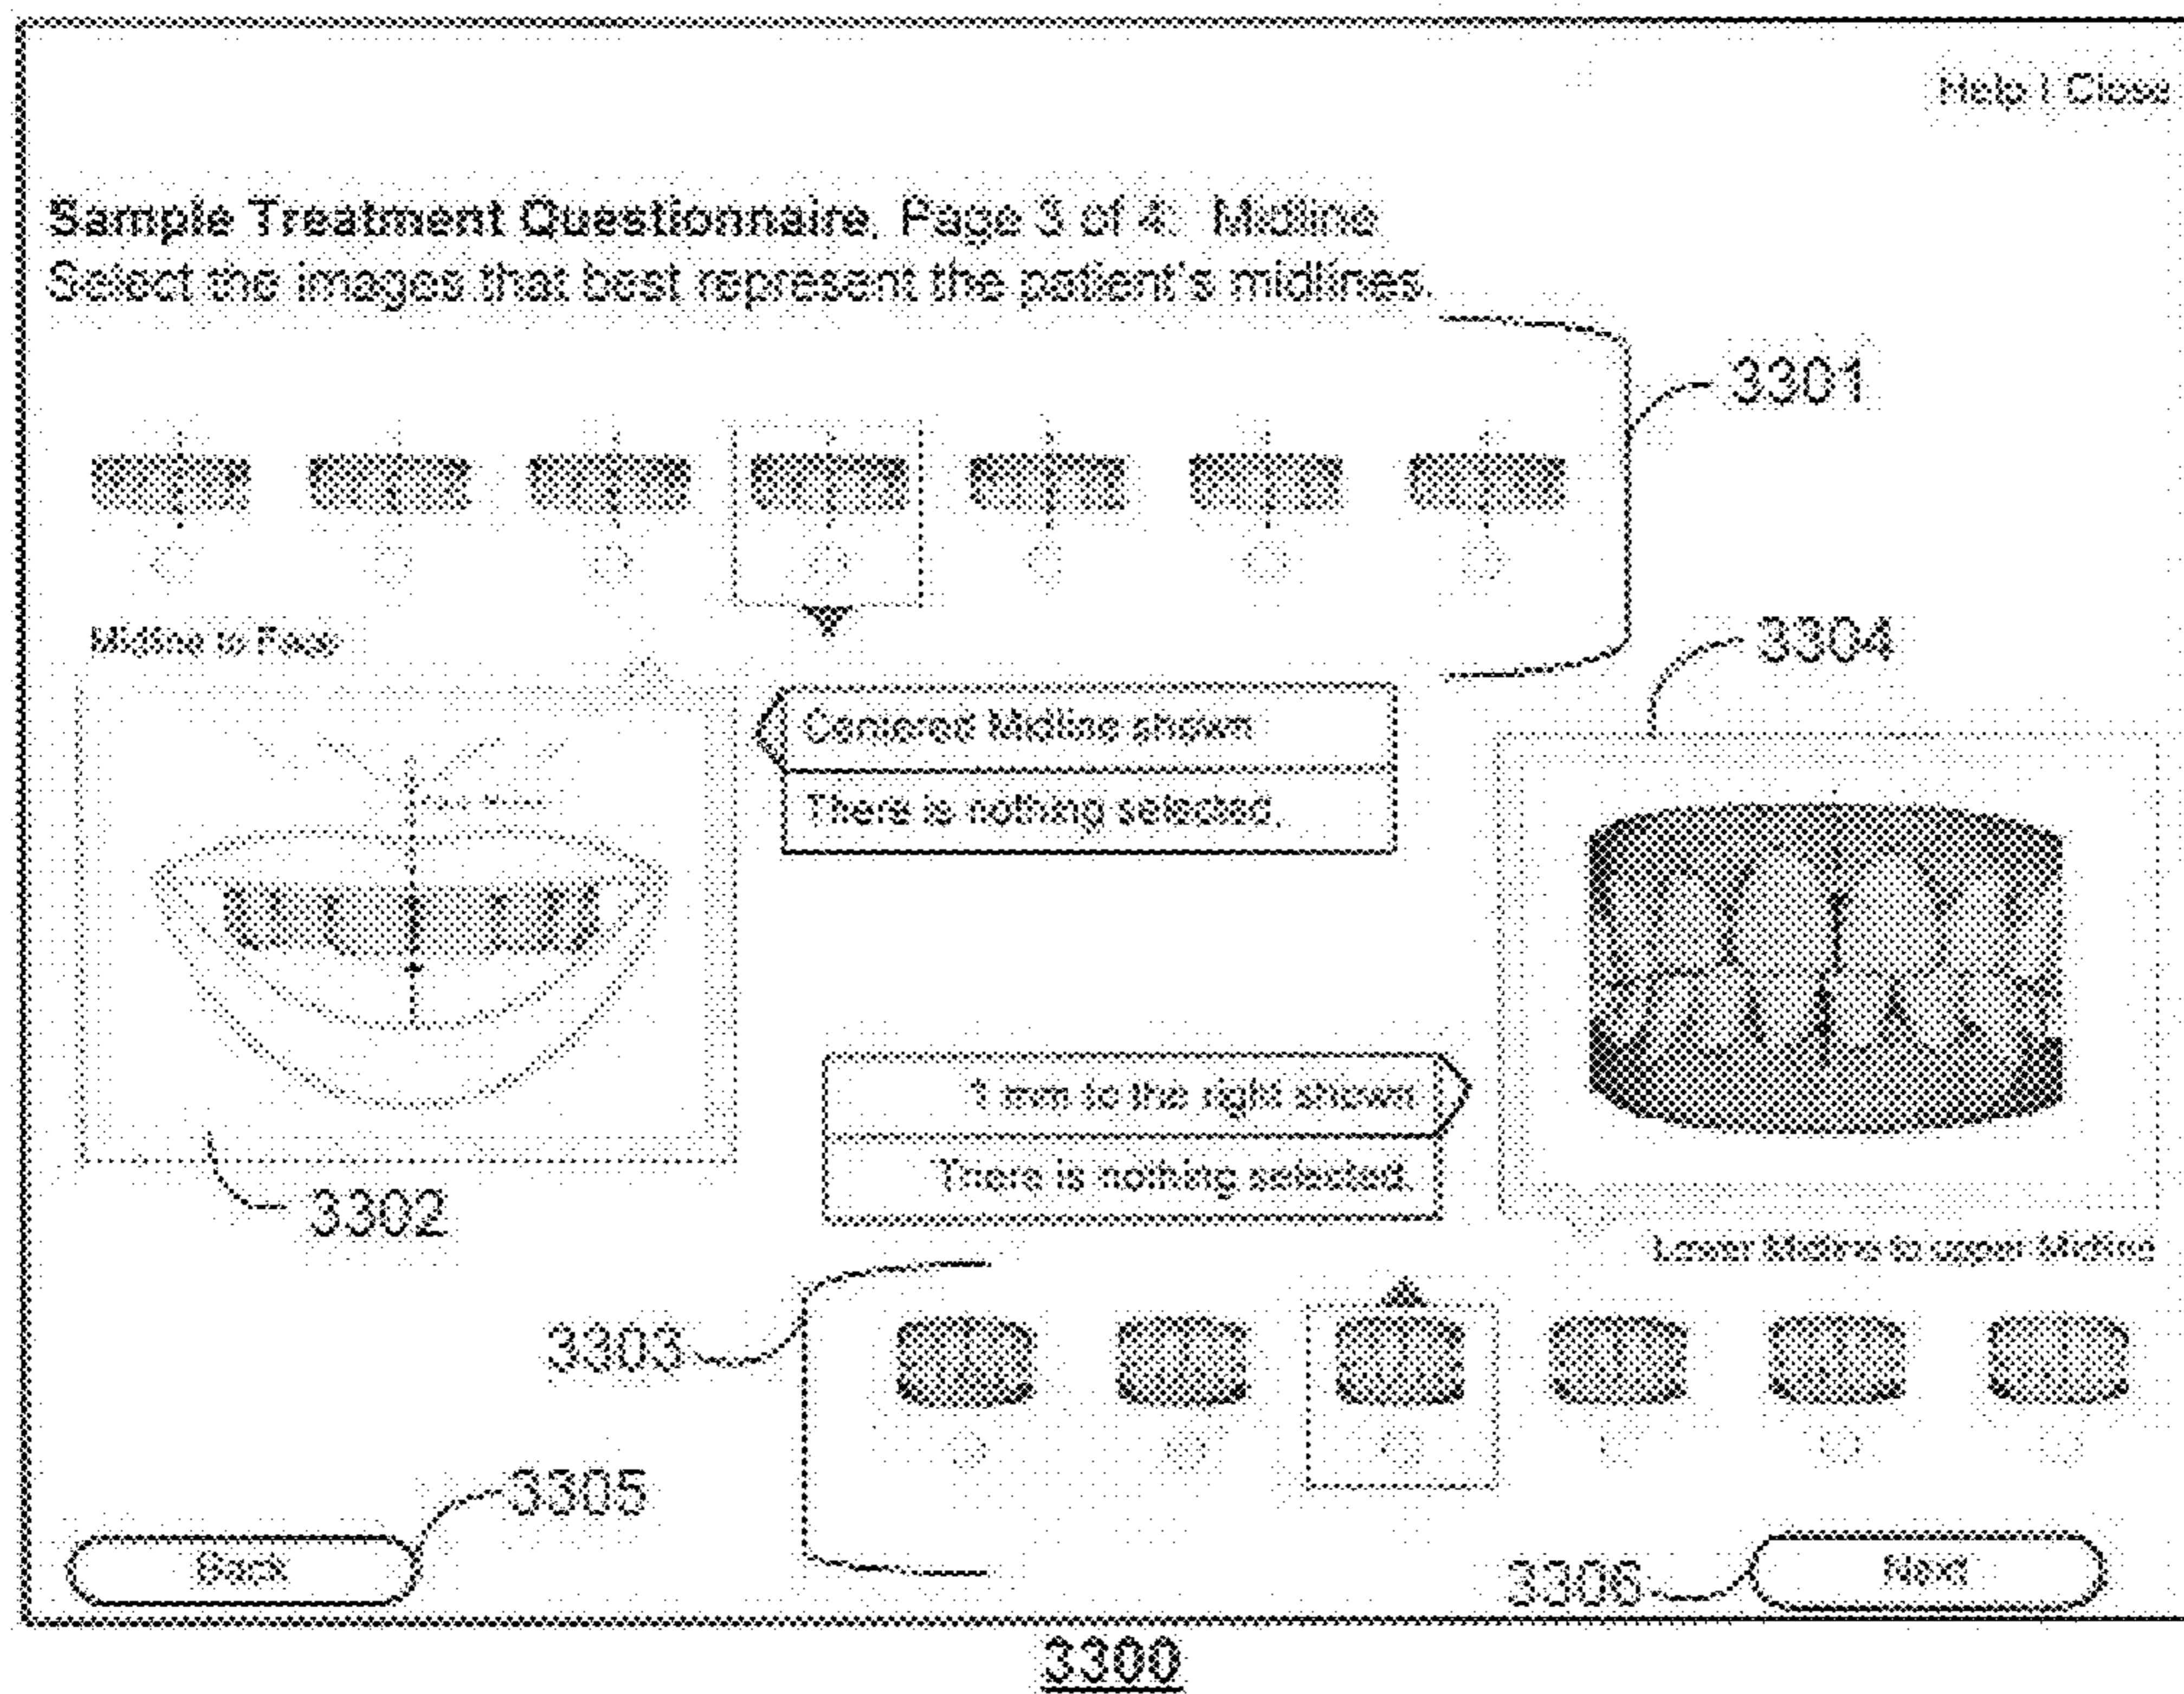 Help | Close
Sample Treatment Questionnaire, Page 3 of 4: Midline
Select the images that best represent the patient's midlines.
3301
Midline to Face
3304
Centered Midline shown
There is nothing selected.
1 mm to the right shown
There is nothing selected.
3302
Lower Midline to upper Midline
3303
3305
Back
3306
Next
3300